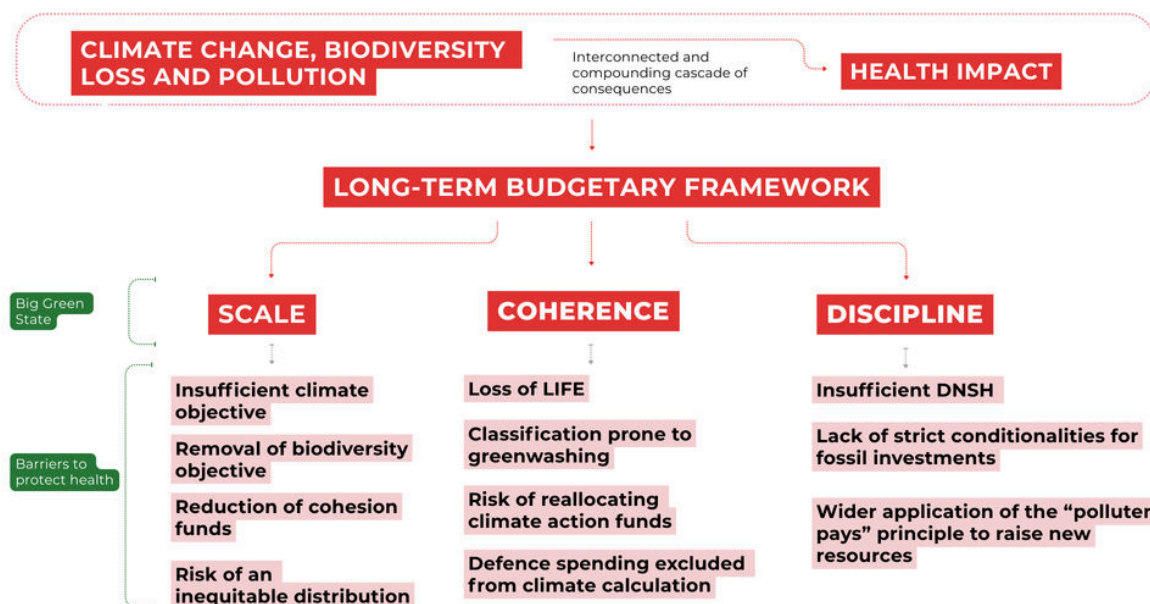 CLIMATE CHANGE, BIODIVERSITY
LOSS AND POLLUTION
Interconnected and
compounding cascade of
consequences
HEALTH IMPACT
LONG-TERM BUDGETARY FRAMEWORK
Big Green
State
SCALE
COHERENCE
DISCIPLINE
Barriers to
protect health
Insufficient climate
objective
Removal of biodiversity
objective
Reduction of cohesion
funds
Risk of an
inequitable distribution
Loss of LIFE
Classification prone to
greenwashing
Risk of reallocating
climate action funds
Defence spending excluded
from climate calculation
Insufficient DNSH
Lack of strict conditionalities for
fossil investments
Wider application of the “polluter
pays” principle to raise new
resources